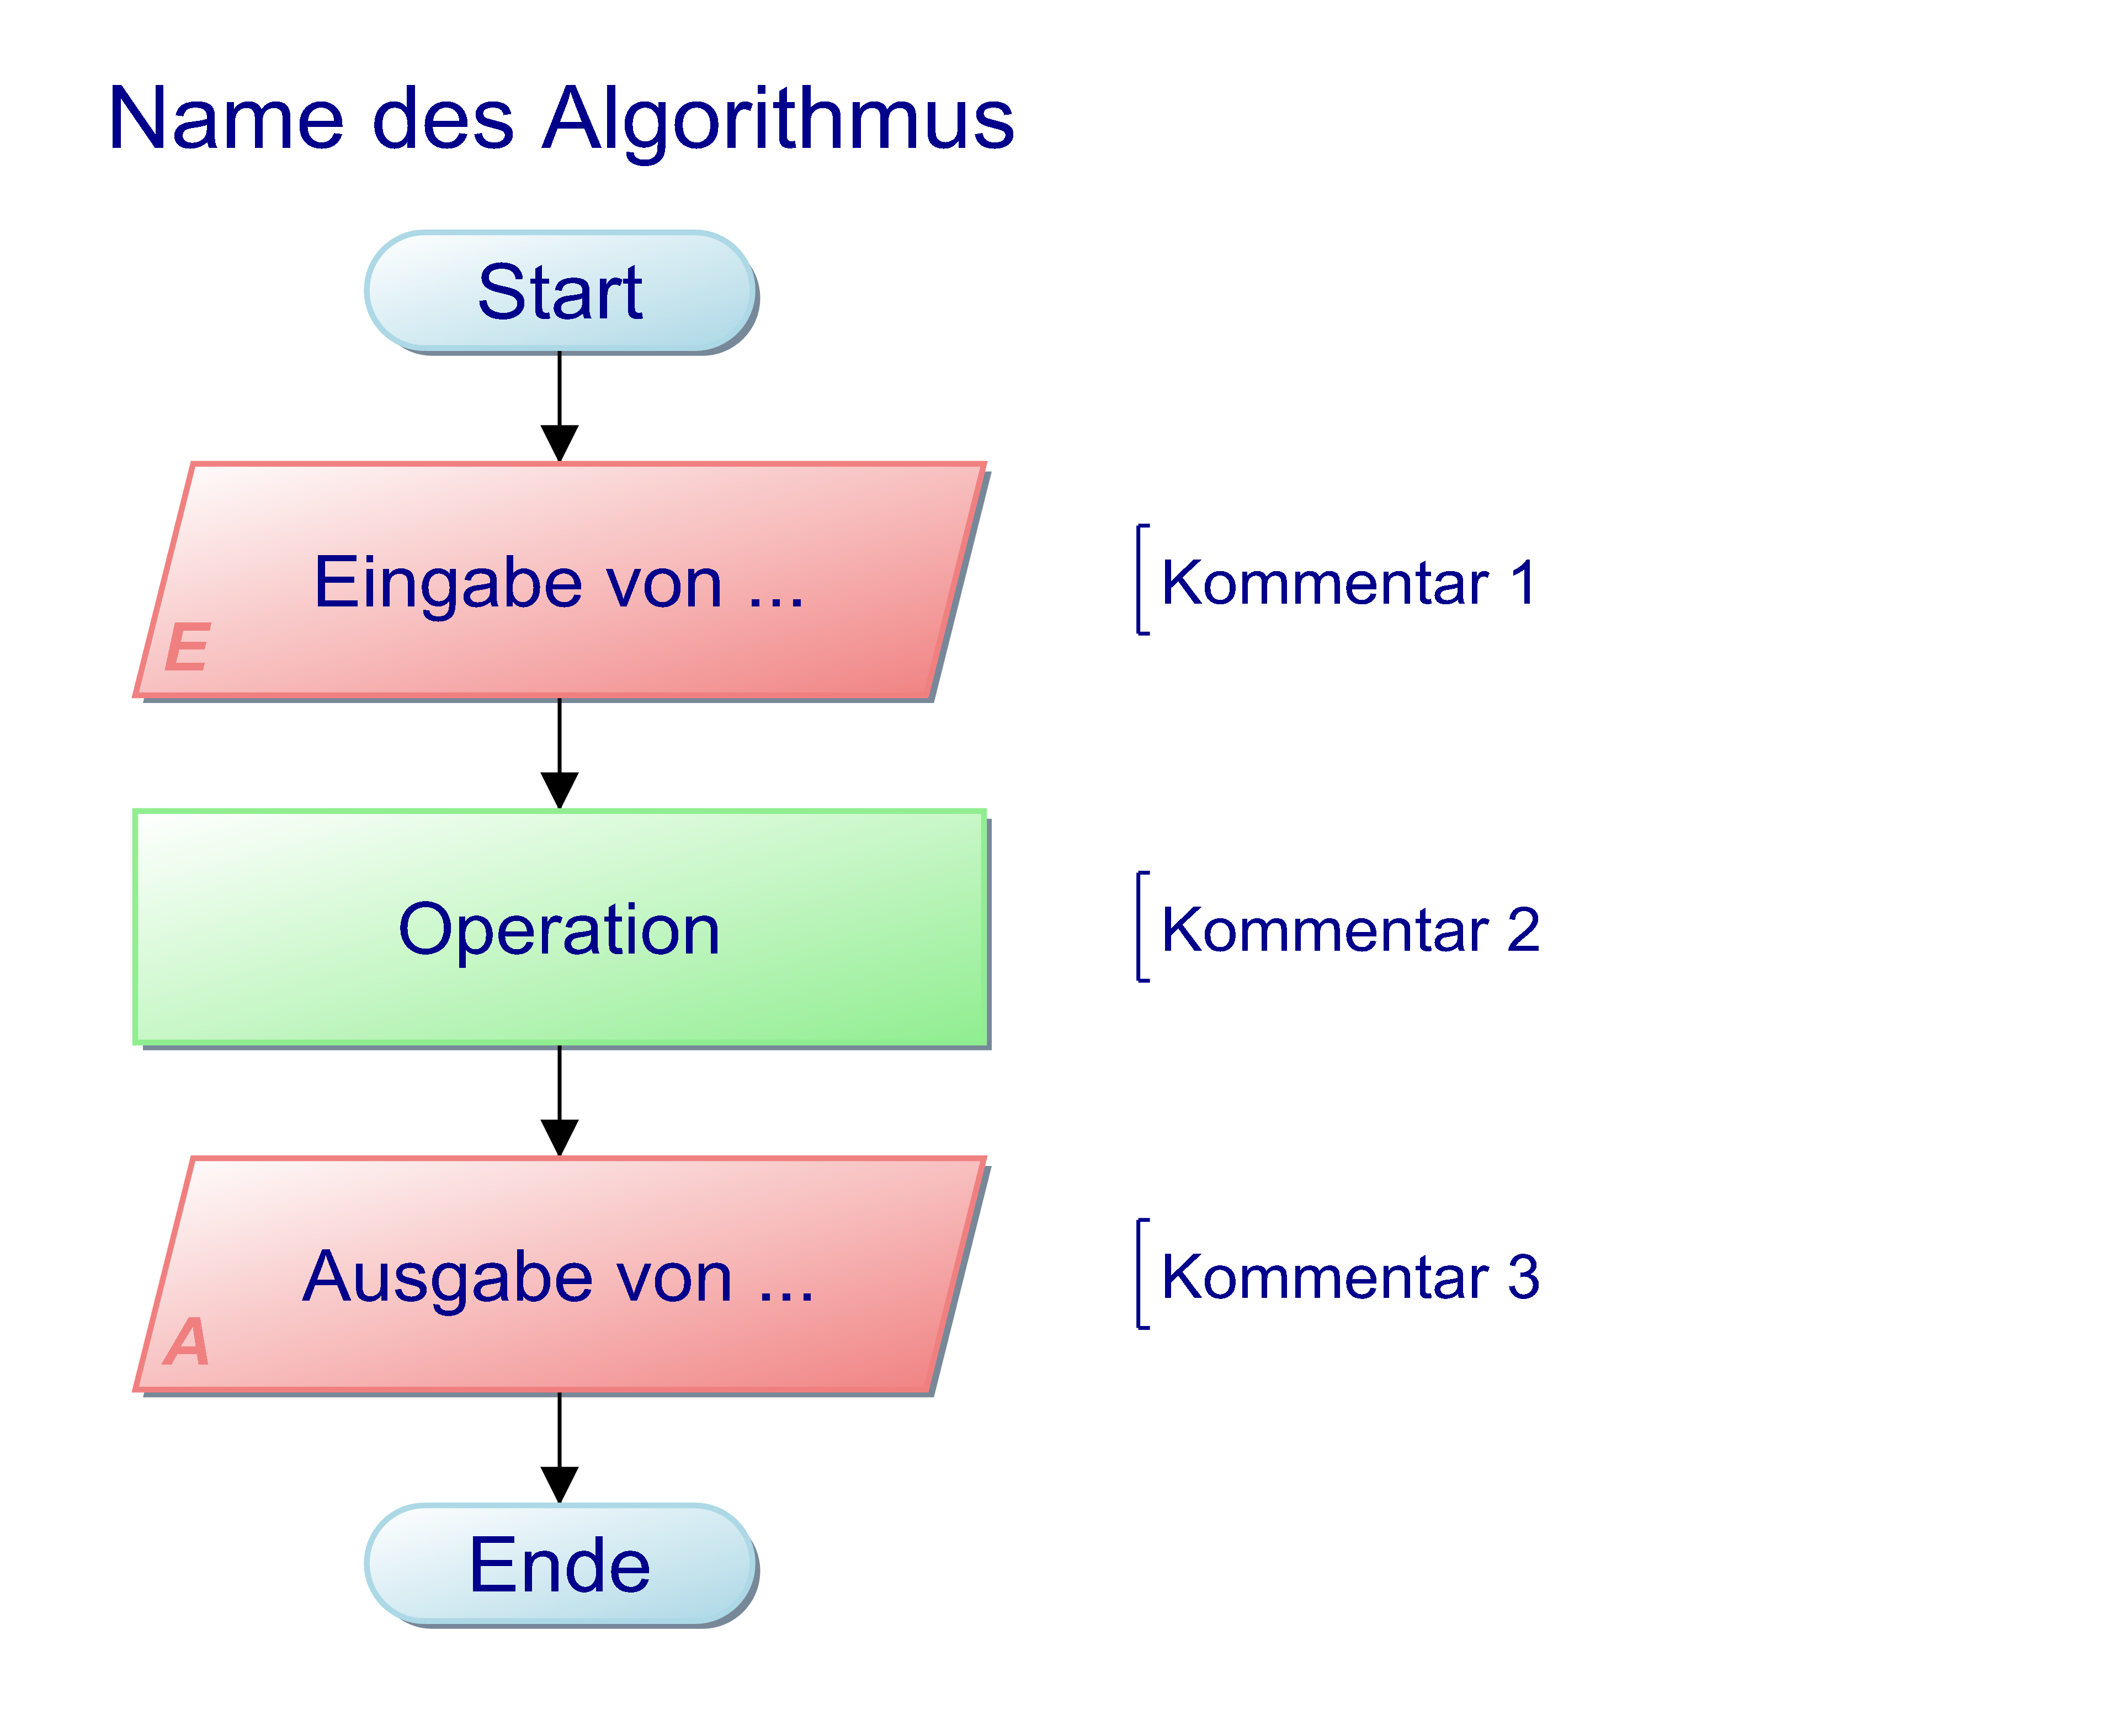 Name des Algorithmus
Start
Eingabe von ...
E
Kommentar 1
Operation
Kommentar 2
Ausgabe von ...
A
Kommentar 3
Ende